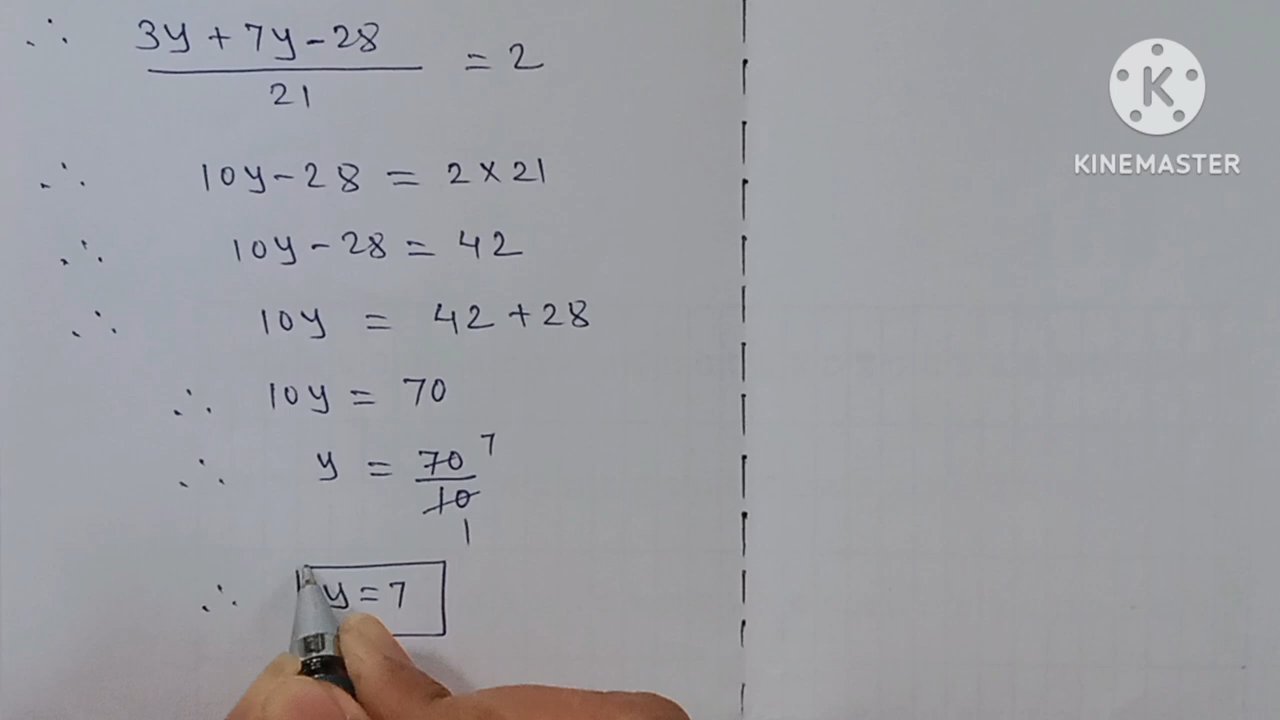 ∴ 3y + 7y - 28 = 2
21
∴ 10y - 28 = 2 × 21
∴ 10y - 28 = 42
∴ 10y = 42 + 28
∴ 10y = 70
∴ y = 70 7
10
1
∴ y = 7
K
KINEMASTER